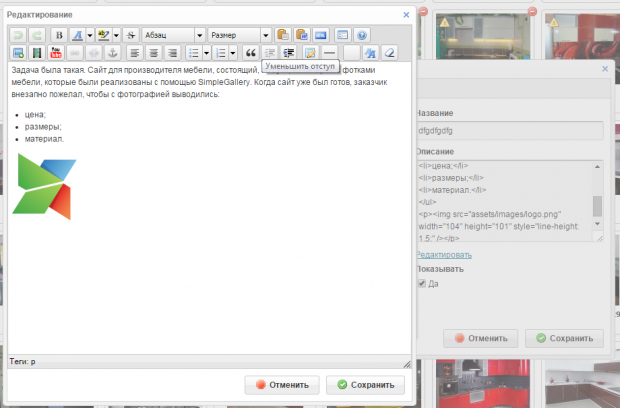 Редактирование
Абзац
Размер
Уменьшить отступ
Задача была такая. Сайт для производителя мебели, состоящий, фотками
мебели, которые были реализованы с помощью SimpleGallery. Когда сайт уже был готов, заказчик
внезапно пожелал, чтобы с фотографией выводились:
цена;
размеры;
материал.
Теги: p
Отменить
Сохранить
Название
dfgdfgdfg
Описание
<li>цена;</li>
<li>размеры;</li>
<li>материал.</li>
</ul>
<p><img src="assets/images/logo.png"
width="104" height="101" style="line-height:
1.5;" /></p>
Редактировать
Показывать
Да
Отменить
Сохранить